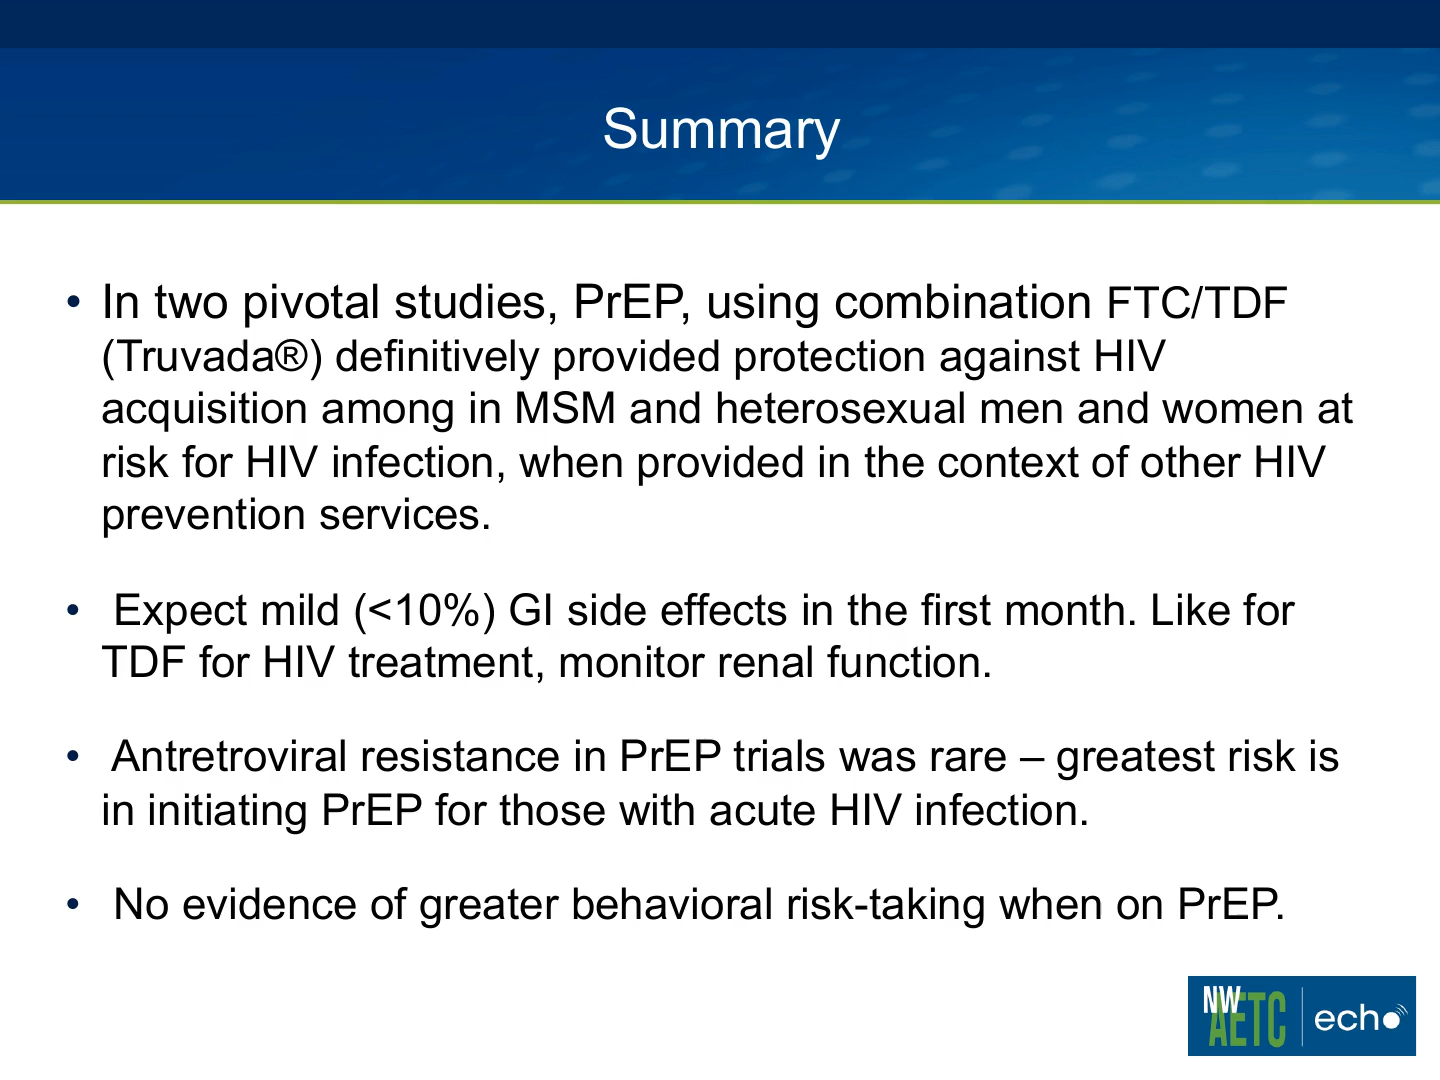 Summary
• In two pivotal studies, PrEP, using combination FTC/TDF
(Truvada®) definitively provided protection against HIV
acquisition among in MSM and heterosexual men and women at
risk for HIV infection, when provided in the context of other HIV
prevention services.
• Expect mild (<10%) GI side effects in the first month. Like for
TDF for HIV treatment, monitor renal function.
• Antretroviral resistance in PrEP trials was rare – greatest risk is
in initiating PrEP for those with acute HIV infection.
• No evidence of greater behavioral risk-taking when on PrEP.
NW
AETC
echo